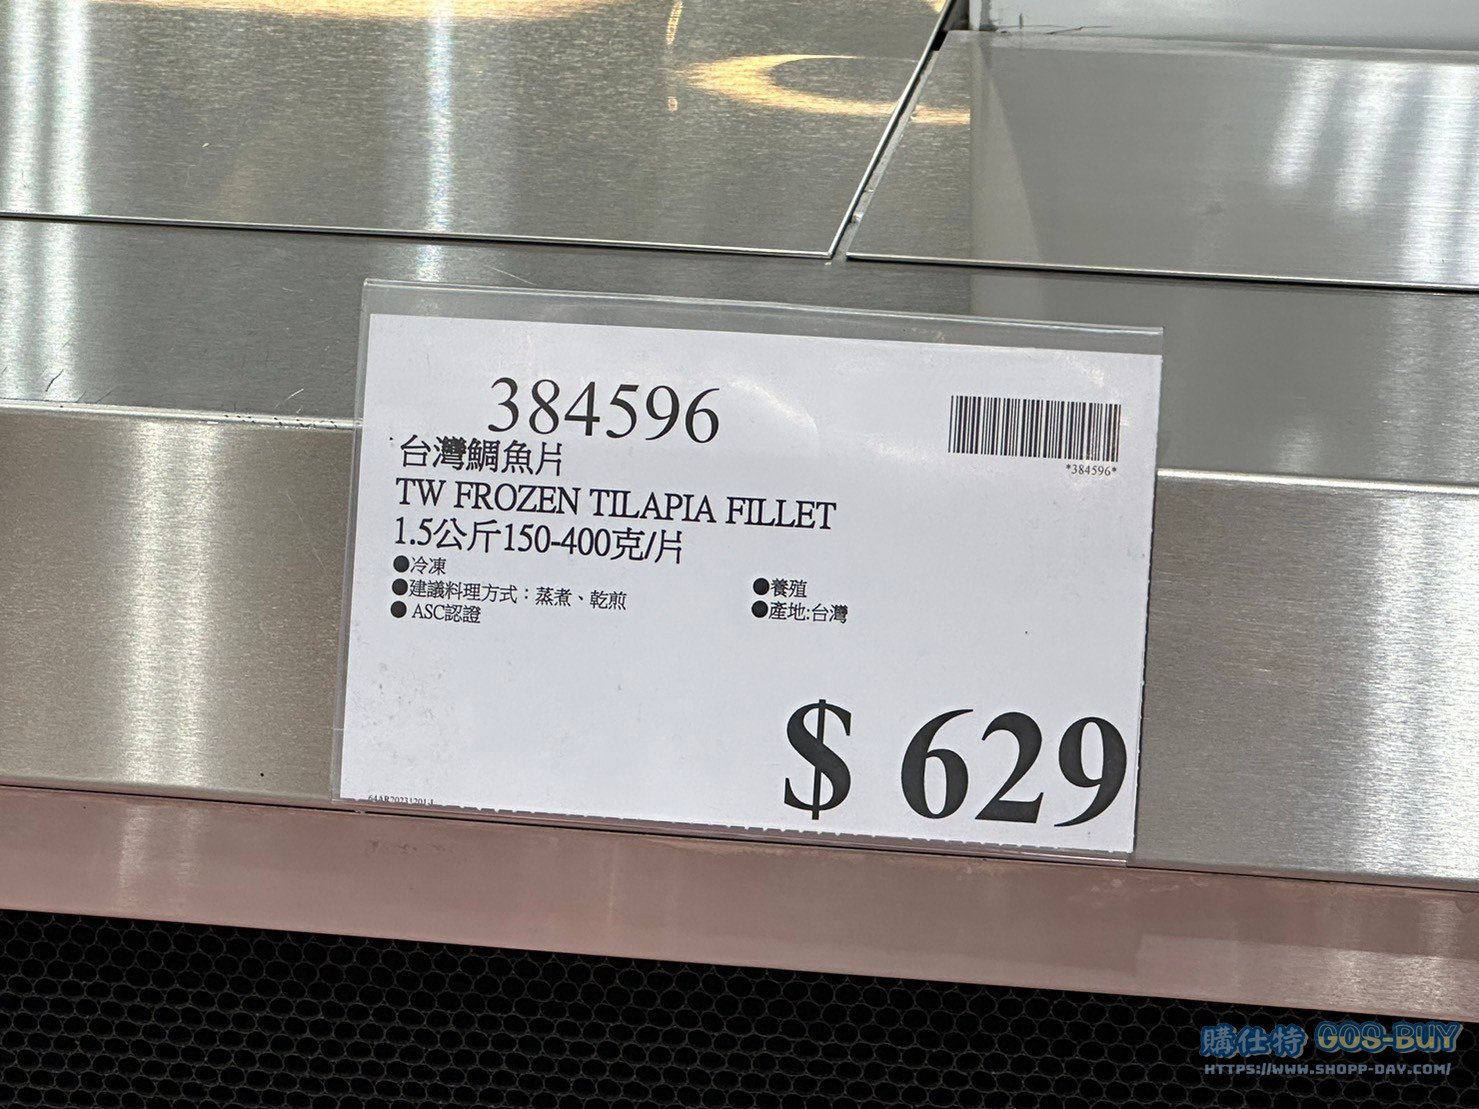 384596
*384596*
台灣鯛魚片
TW FROZEN TILAPIA FILLET
1.5公斤150-400克/片
●冷凍
●建議料理方式：蒸煮、乾煎
● ASC認證
●養殖
●產地:台灣
$ 629
購仕特 GOS-BUY
HTTPS://WWW.SHOPP-DAY.COM/